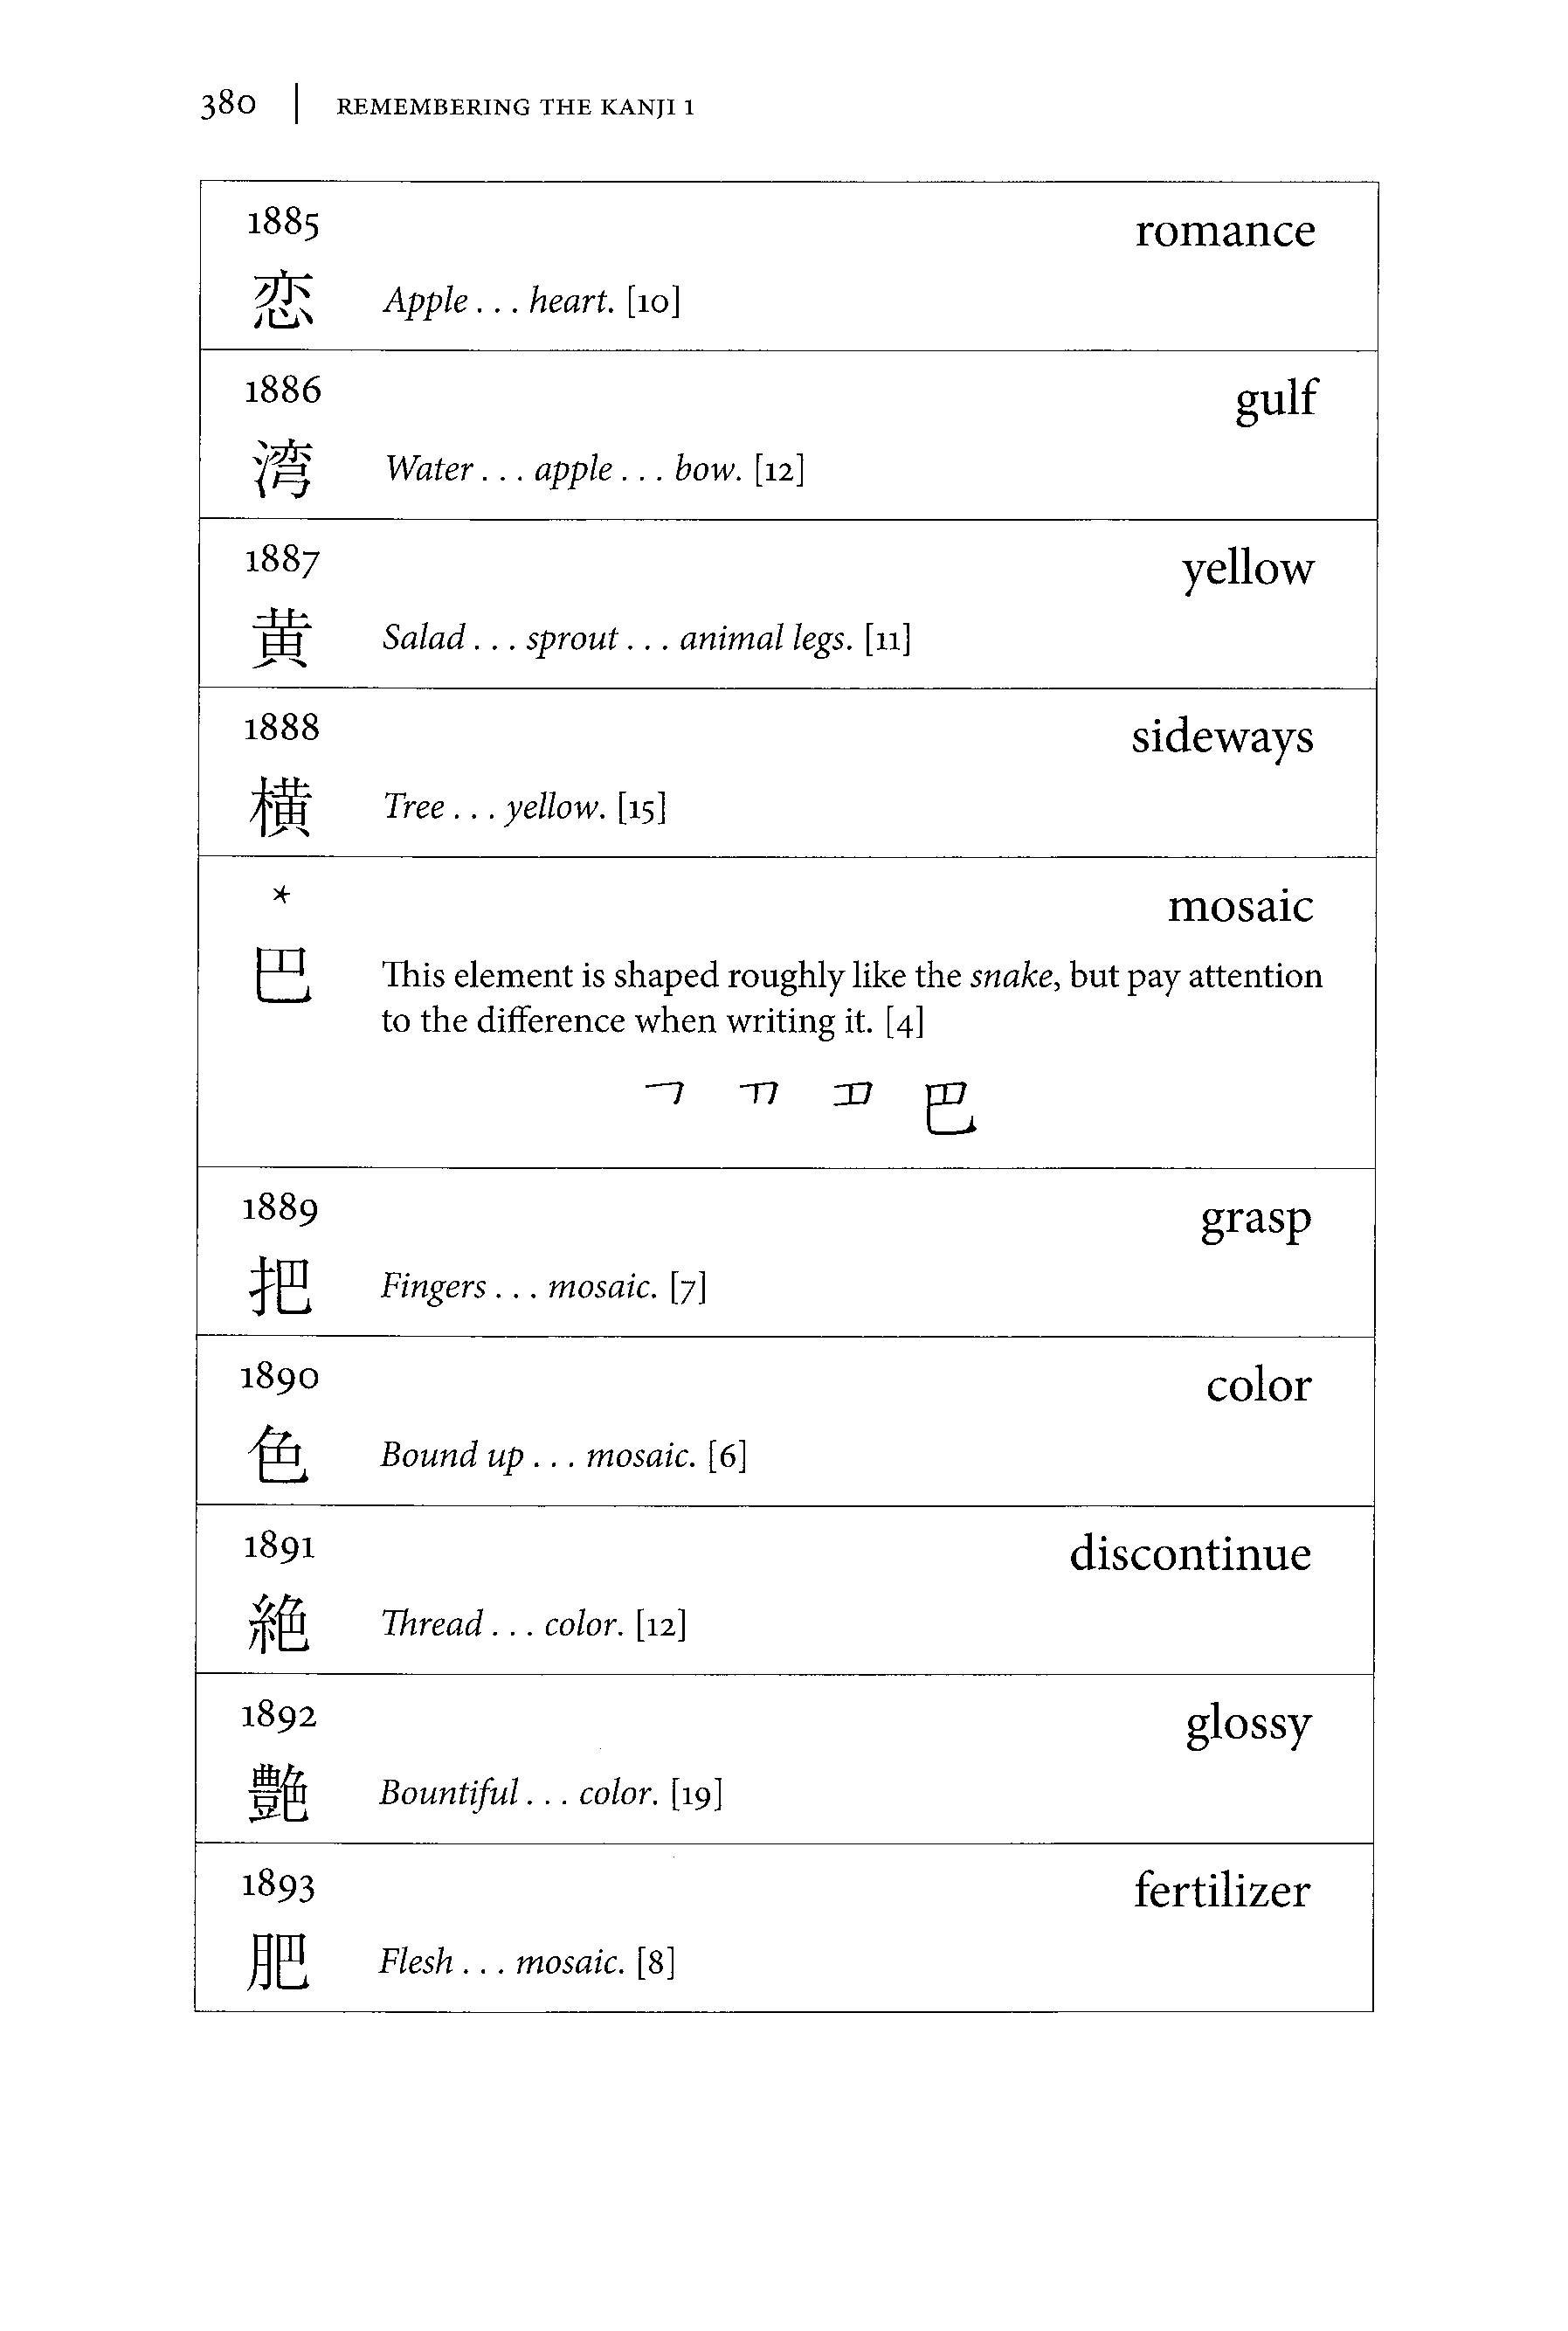 380 | REMEMBERING THE KANJI 1
1885 romance
恋 Apple . . . heart. [10]
1886 gulf
湾 Water . . . apple . . . bow. [12]
1887 yellow
黄 Salad . . . sprout . . . animal legs. [11]
1888 sideways
横 Tree . . . yellow. [15]
* mosaic
巴 This element is shaped roughly like the snake, but pay attention
to the difference when writing it. [4]
巴
1889 grasp
把 Fingers . . . mosaic. [7]
1890 color
色 Bound up . . . mosaic. [6]
1891 discontinue
絶 Thread . . . color. [12]
1892 glossy
艶 Bountiful . . . color. [19]
1893 fertilizer
肥 Flesh . . . mosaic. [8]